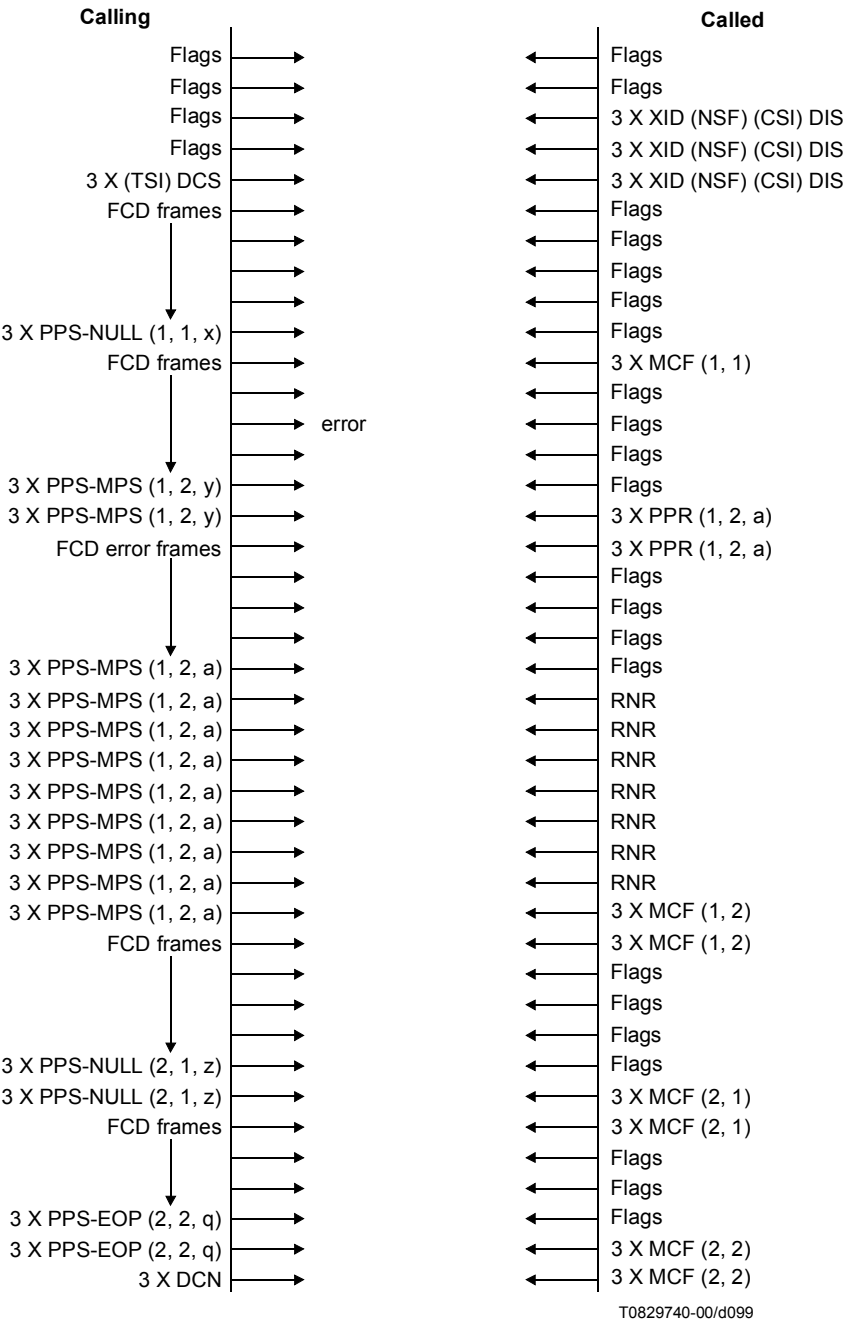 Calling Called
Flags Flags
Flags Flags
Flags 3 X XID (NSF) (CSI) DIS
Flags 3 X XID (NSF) (CSI) DIS
3 X (TSI) DCS 3 X XID (NSF) (CSI) DIS
FCD frames Flags
Flags
Flags
Flags
3 X PPS-NULL (1, 1, x) Flags
FCD frames 3 X MCF (1, 1)
Flags
error Flags
Flags
3 X PPS-MPS (1, 2, y) Flags
3 X PPS-MPS (1, 2, y) 3 X PPR (1, 2, a)
FCD error frames 3 X PPR (1, 2, a)
Flags
Flags
Flags
3 X PPS-MPS (1, 2, a) Flags
3 X PPS-MPS (1, 2, a) RNR
3 X PPS-MPS (1, 2, a) RNR
3 X PPS-MPS (1, 2, a) RNR
3 X PPS-MPS (1, 2, a) RNR
3 X PPS-MPS (1, 2, a) RNR
3 X PPS-MPS (1, 2, a) RNR
3 X PPS-MPS (1, 2, a) RNR
3 X PPS-MPS (1, 2, a) 3 X MCF (1, 2)
FCD frames 3 X MCF (1, 2)
Flags
Flags
Flags
3 X PPS-NULL (2, 1, z) Flags
3 X PPS-NULL (2, 1, z) 3 X MCF (2, 1)
FCD frames 3 X MCF (2, 1)
Flags
Flags
3 X PPS-EOP (2, 2, q) Flags
3 X PPS-EOP (2, 2, q) 3 X MCF (2, 2)
3 X DCN 3 X MCF (2, 2)
T0829740-00/d099